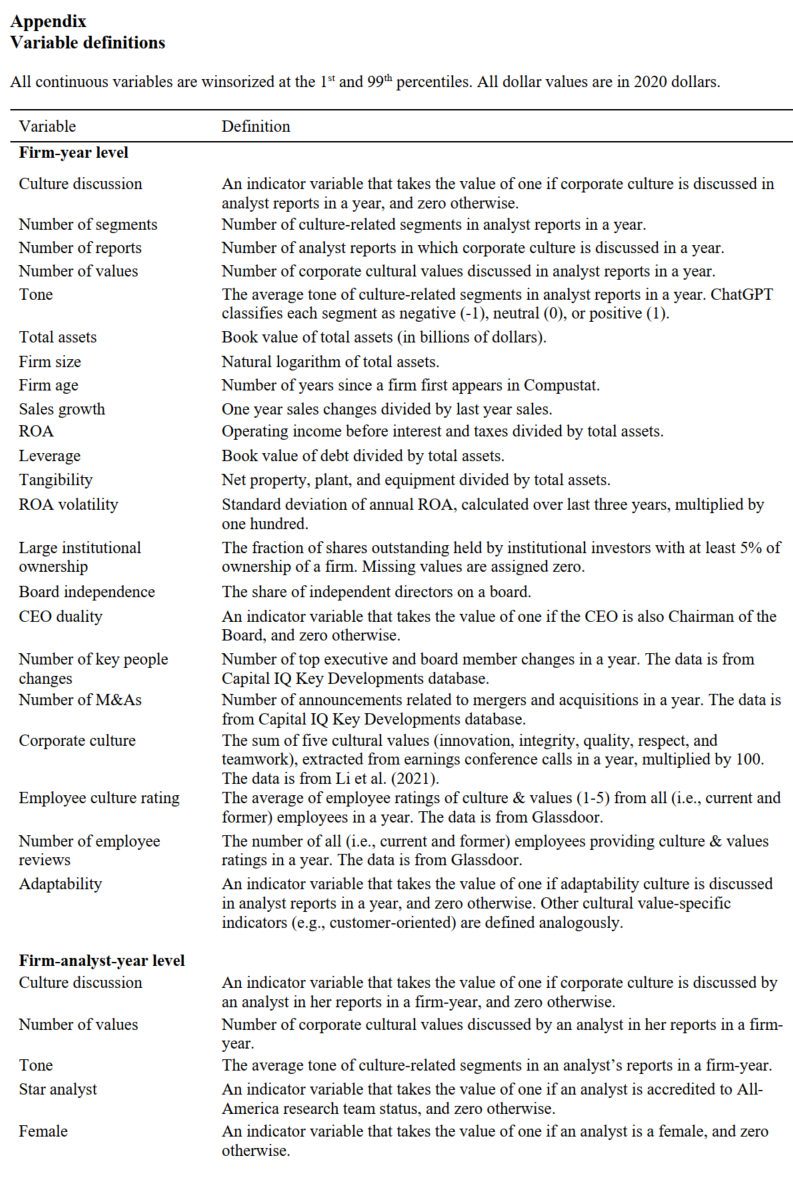 Appendix
Variable definitions
All continuous variables are winsorized at the 1st and 99th percentiles. All dollar values are in 2020 dollars.
Variable Definition
Firm-year level
Culture discussion An indicator variable that takes the value of one if corporate culture is discussed in
analyst reports in a year, and zero otherwise.
Number of segments Number of culture-related segments in analyst reports in a year.
Number of reports Number of analyst reports in which corporate culture is discussed in a year.
Number of values Number of corporate cultural values discussed in analyst reports in a year.
Tone The average tone of culture-related segments in analyst reports in a year. ChatGPT
classifies each segment as negative (-1), neutral (0), or positive (1).
Total assets Book value of total assets (in billions of dollars).
Firm size Natural logarithm of total assets.
Firm age Number of years since a firm first appears in Compustat.
Sales growth One year sales changes divided by last year sales.
ROA Operating income before interest and taxes divided by total assets.
Leverage Book value of debt divided by total assets.
Tangibility Net property, plant, and equipment divided by total assets.
ROA volatility Standard deviation of annual ROA, calculated over last three years, multiplied by
one hundred.
Large institutional The fraction of shares outstanding held by institutional investors with at least 5% of
ownership ownership of a firm. Missing values are assigned zero.
Board independence The share of independent directors on a board.
CEO duality An indicator variable that takes the value of one if the CEO is also Chairman of the
Board, and zero otherwise.
Number of key people Number of top executive and board member changes in a year. The data is from
changes Capital IQ Key Developments database.
Number of M&As Number of announcements related to mergers and acquisitions in a year. The data is
from Capital IQ Key Developments database.
Corporate culture The sum of five cultural values (innovation, integrity, quality, respect, and
teamwork), extracted from earnings conference calls in a year, multiplied by 100.
The data is from Li et al. (2021).
Employee culture rating The average of employee ratings of culture & values (1-5) from all (i.e., current and
former) employees in a year. The data is from Glassdoor.
Number of employee The number of all (i.e., current and former) employees providing culture & values
reviews ratings in a year. The data is from Glassdoor.
Adaptability An indicator variable that takes the value of one if adaptability culture is discussed
in analyst reports in a year, and zero otherwise. Other cultural value-specific
indicators (e.g., customer-oriented) are defined analogously.
Firm-analyst-year level
Culture discussion An indicator variable that takes the value of one if corporate culture is discussed by
an analyst in her reports in a firm-year, and zero otherwise.
Number of values Number of corporate cultural values discussed by an analyst in her reports in a firm-
year.
Tone The average tone of culture-related segments in an analyst's reports in a firm-year.
Star analyst An indicator variable that takes the value of one if an analyst is accredited to All-
America research team status, and zero otherwise.
Female An indicator variable that takes the value of one if an analyst is a female, and zero
otherwise.